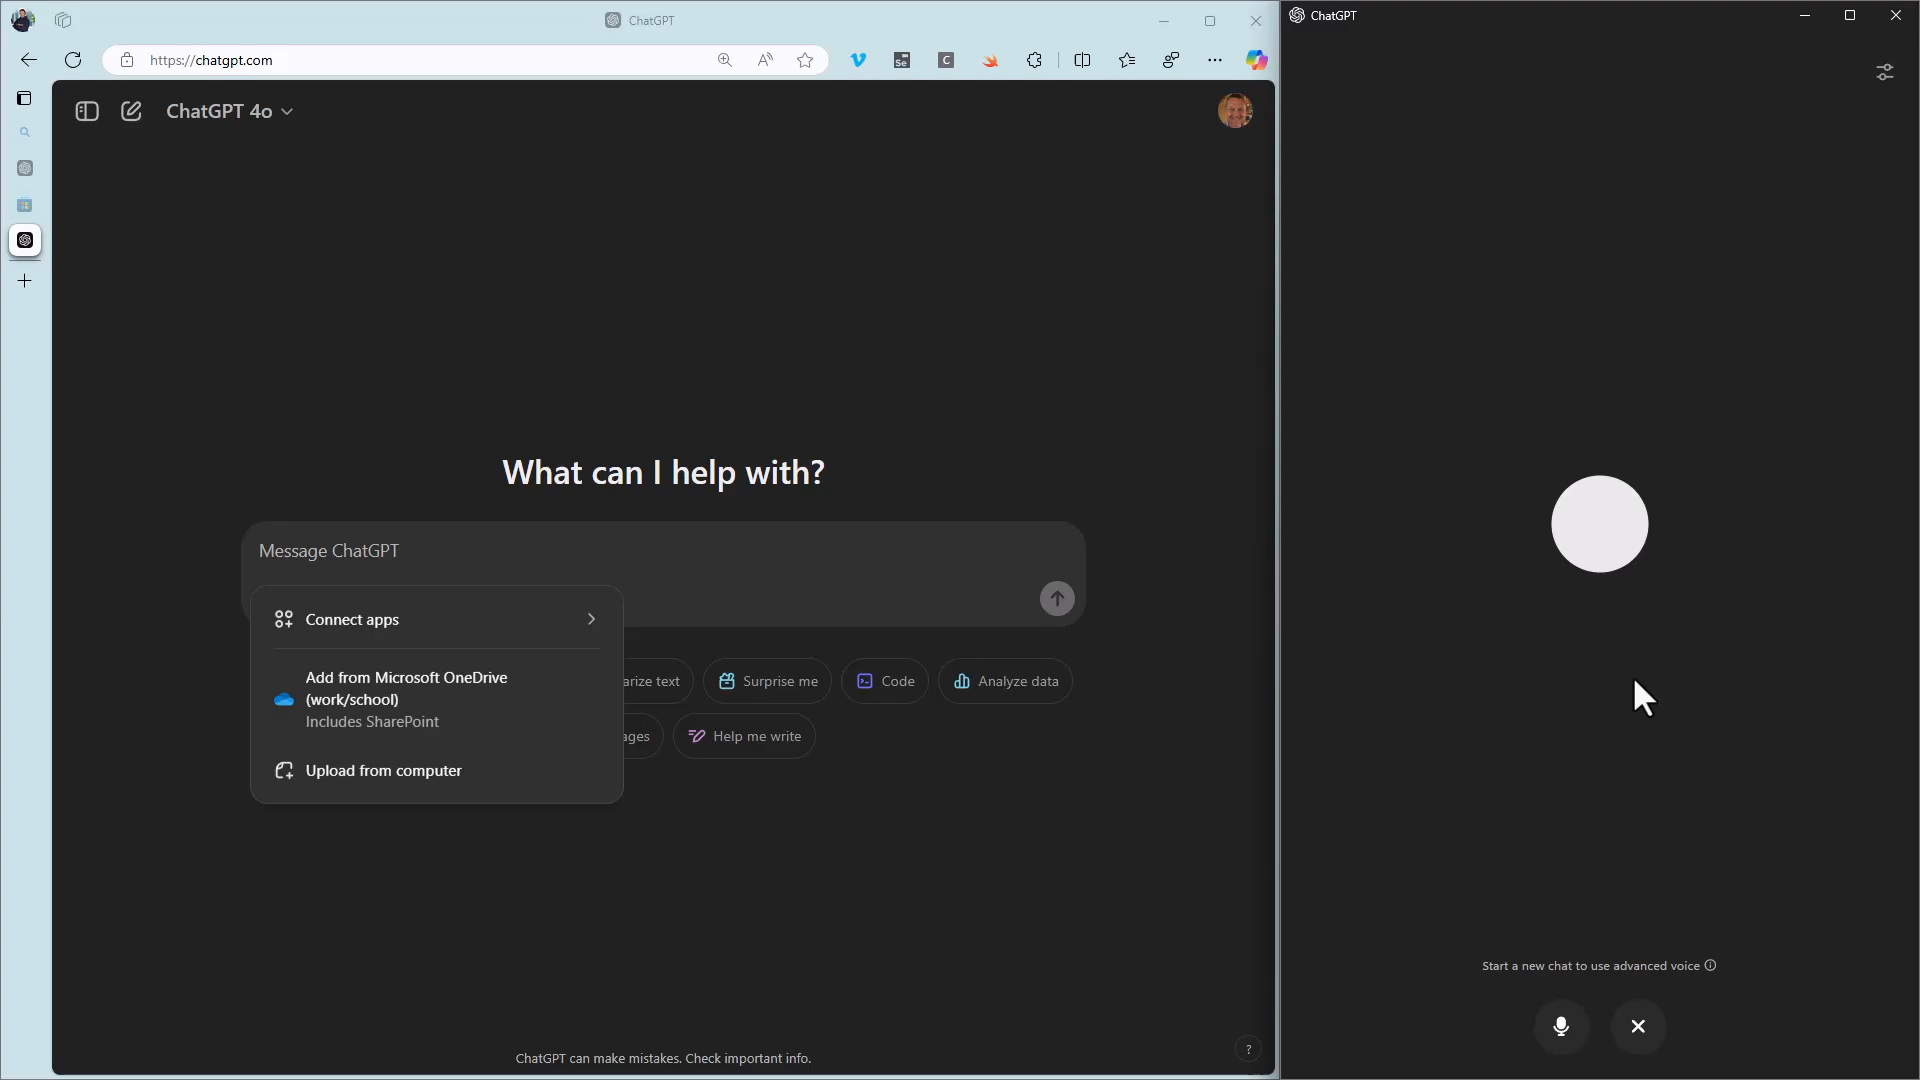 ChatGPT
https://chatgpt.com
ChatGPT 4o
What can I help with?
Message ChatGPT
Connect apps
Add from Microsoft OneDrive
(work/school)
Includes SharePoint
Upload from computer
arize text
Surprise me
Code
Analyze data
ages
Help me write
ChatGPT can make mistakes. Check important info.
?
ChatGPT
Start a new chat to use advanced voice